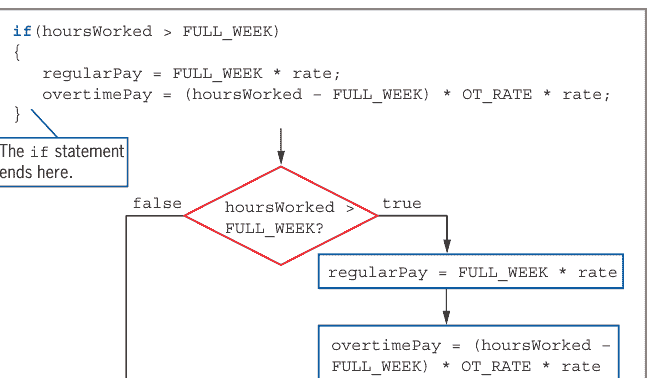 if(hoursWorked > FULL_WEEK)
{
regularPay = FULL_WEEK * rate;
overtimePay = (hoursWorked – FULL_WEEK) * OT_RATE * rate;
}
The if statement
ends here.
false
hoursWorked >
FULL_WEEK?
true
regularPay = FULL_WEEK * rate
overtimePay = (hoursWorked –
FULL_WEEK) * OT_RATE * rate